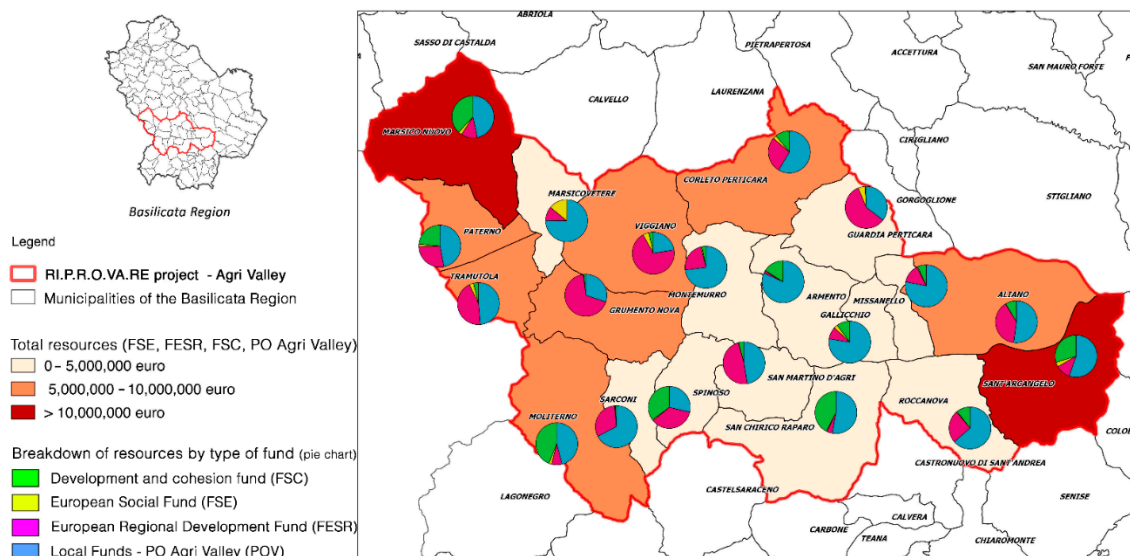 Basilicata Region
Legend
RI.P.R.O.VA.RE project - Agri Valley
Municipalities of the Basilicata Region
Total resources (FSE, FESR, FSC, PO Agri Valley)
0 – 5,000,000 euro
5,000,000 – 10,000,000 euro
> 10,000,000 euro
Breakdown of resources by type of fund (pie chart)
Development and cohesion fund (FSC)
European Social Fund (FSE)
European Regional Development Fund (FESR)
Local Funds - PO Agri Valley (POV)
ABRIOLA
SASSO DI CASTALDA
PIETRAPERTOSA
ACCETTURA
SAN MAURO FORTE
CALVELLO
LAURENZANA
MARSICO NUOVO
CIRIGLIANO
CORLETO PERTICARA
MARSICOVETERE
GORGOGLIONE
STIGLIANO
PATERNO
VIGGIANO
GUARDIA PERTICARA
TRAMUTOLA
MONTEMURRO
ARMENTO
MISSANELLO
ALIANO
GRUMENTO NOVA
GALLICCHIO
SAN MARTINO D'AGRI
SANT'ARCANGELO
SPINOSO
SARCONI
ROCCANOVA
MOLITERNO
SAN CHIRICO RAPARO
COLO
CASTRONUOVO DI SANT'ANDREA
LAGONEGRO
CASTELSARACENO
SENISE
CALVERA
CARBONE
TEANA
CHIAROMONTE